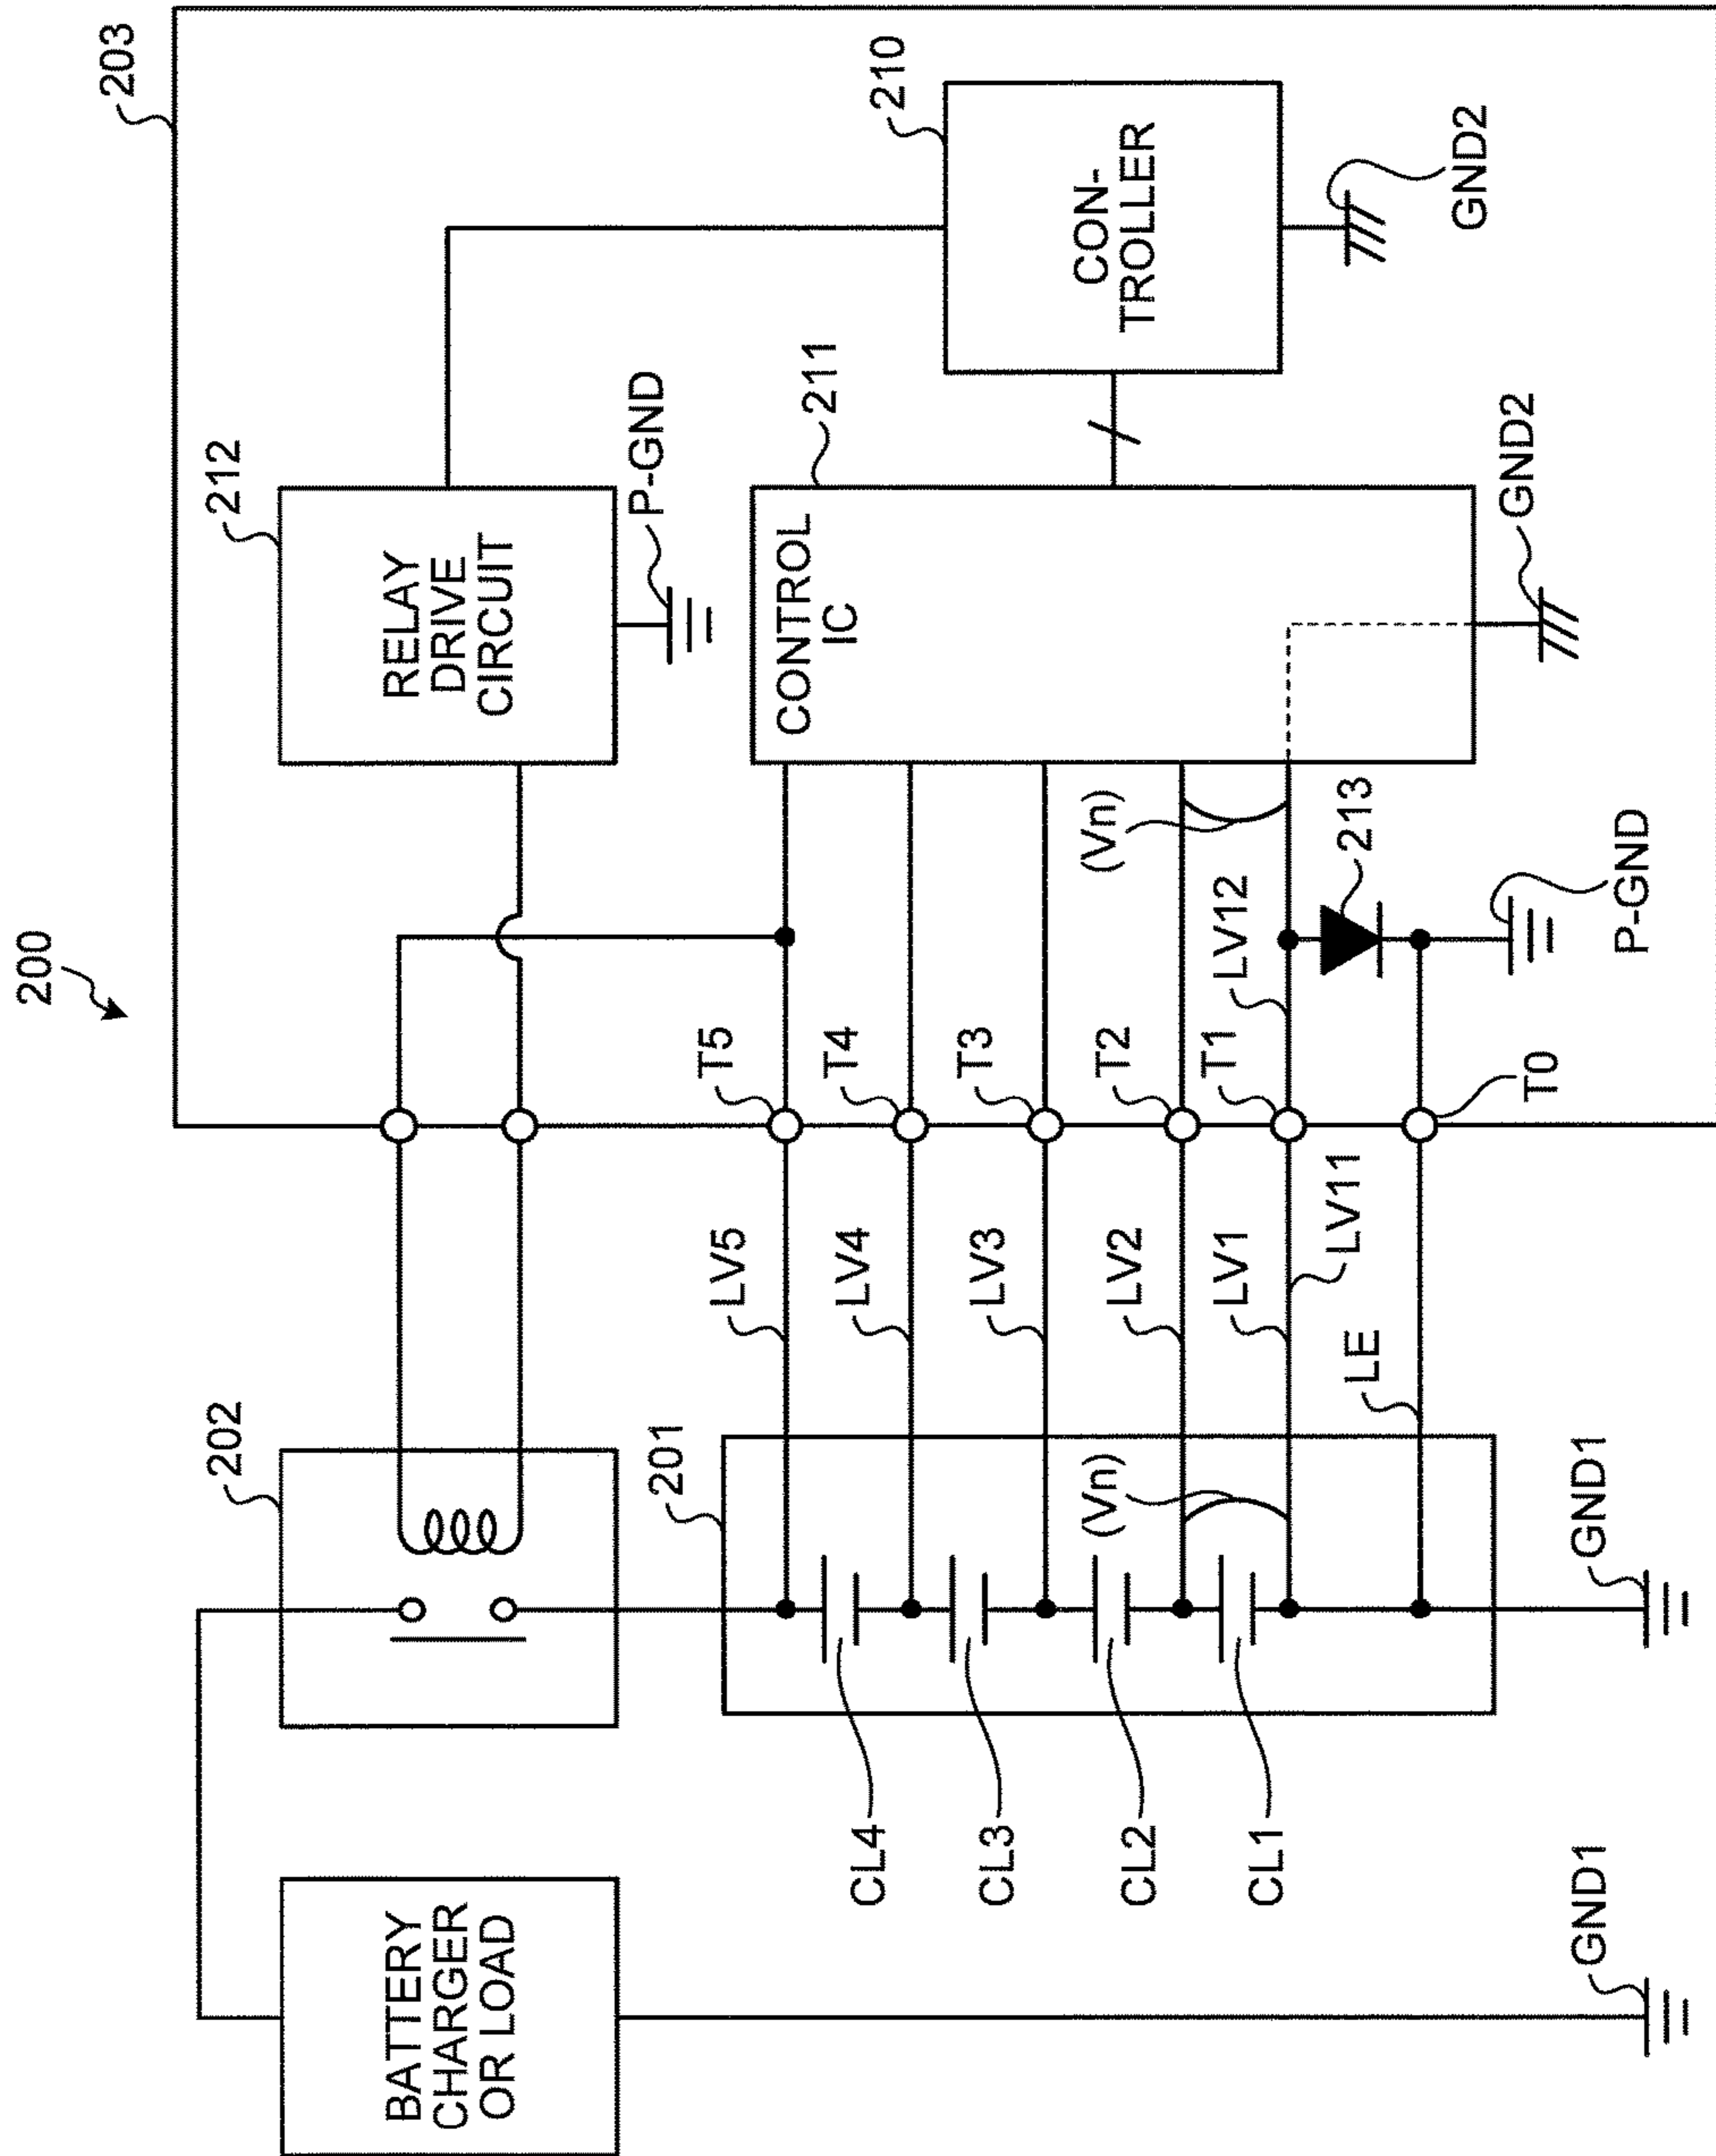 200
203
202
212
210
BATTERY
CHARGER
OR LOAD
RELAY
DRIVE
CIRCUIT
P-GND
CON-
TROLLER
GND2
201
211
LV5
T5
CONTROL
IC
CL4
LV4
T4
CL3
LV3
T3
CL2
(Vn)
LV2
T2
(Vn)
CL1
LV1
T1
LV12
213
LV11
LE
T0
GND1
GND1
P-GND
GND2